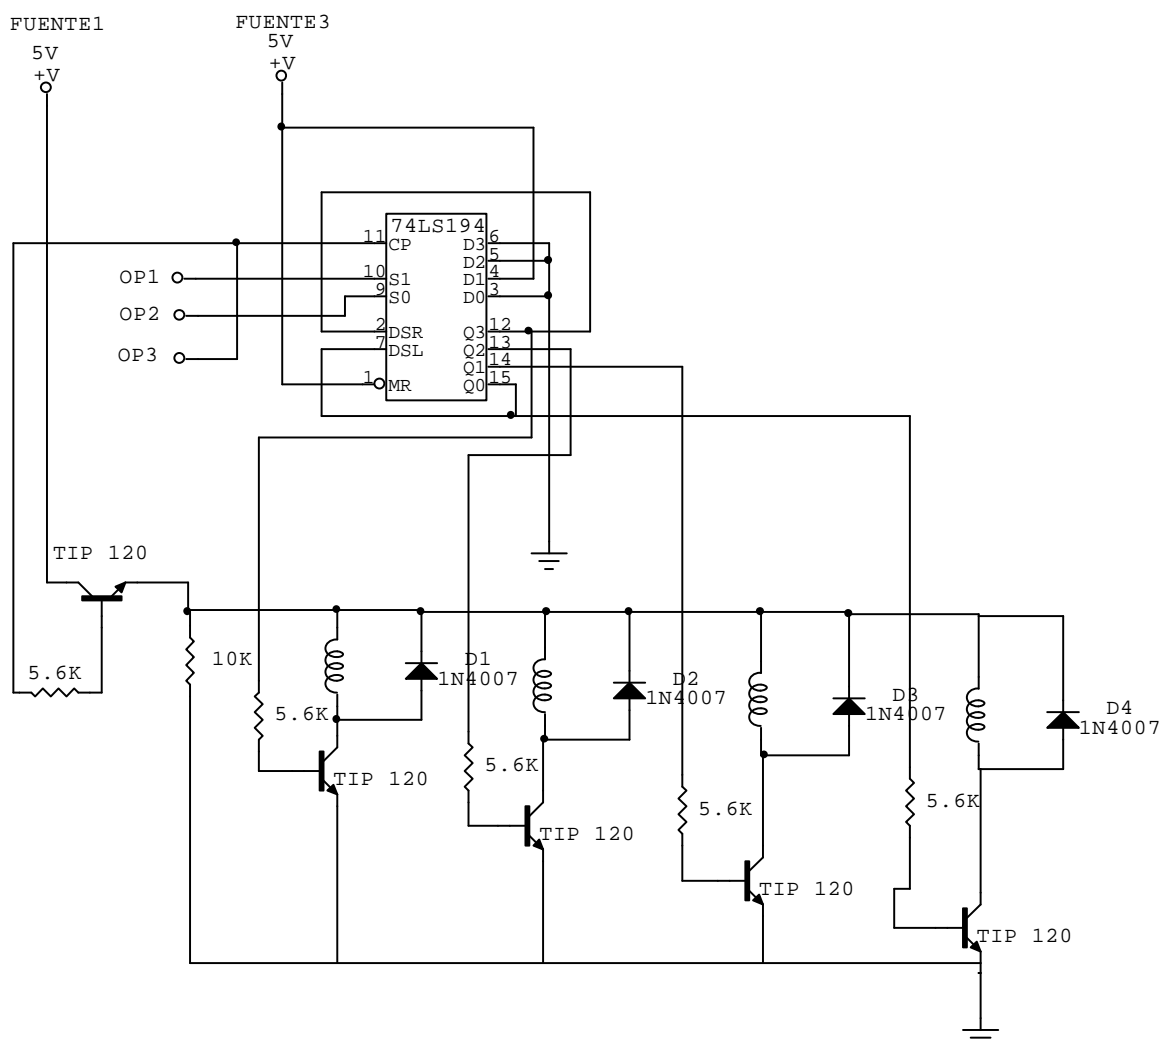 FUENTE1
5V
+V
FUENTE3
5V
+V
74LS194
11 CP D3 6
D2 5
10 S1 D1 4
9 S0 D0 3
2 DSR Q3 12
7 DSL Q2 13
Q1 14
1 MR Q0 15
OP1
OP2
OP3
TIP 120
5.6K
10K
5.6K
D1
1N4007
TIP 120
5.6K
D2
1N4007
TIP 120
5.6K
D3
1N4007
TIP 120
5.6K
D4
1N4007
TIP 120